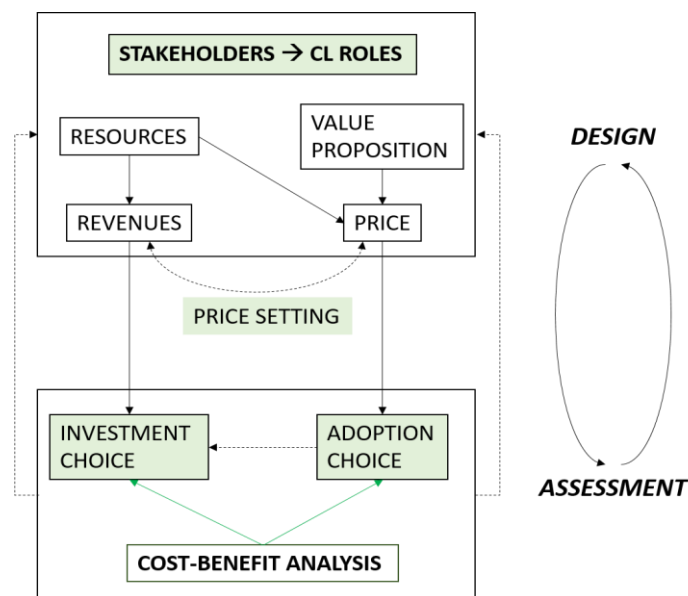 STAKEHOLDERS → CL ROLES
RESOURCES
VALUE
PROPOSITION
DESIGN
REVENUES
PRICE
PRICE SETTING
INVESTMENT
CHOICE
ADOPTION
CHOICE
ASSESSMENT
COST-BENEFIT ANALYSIS